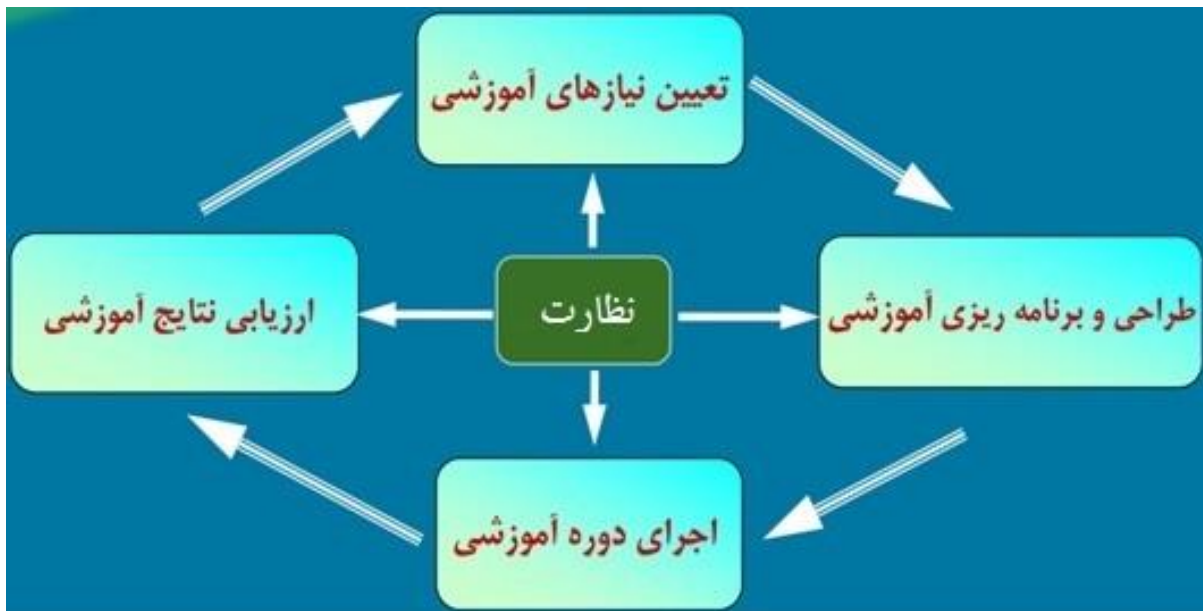 تعیین نیازهای آموزشی
طراحی و برنامه ریزی آموزشی
نظارت
ارزیابی نتایج آموزشی
اجرای دوره آموزشی